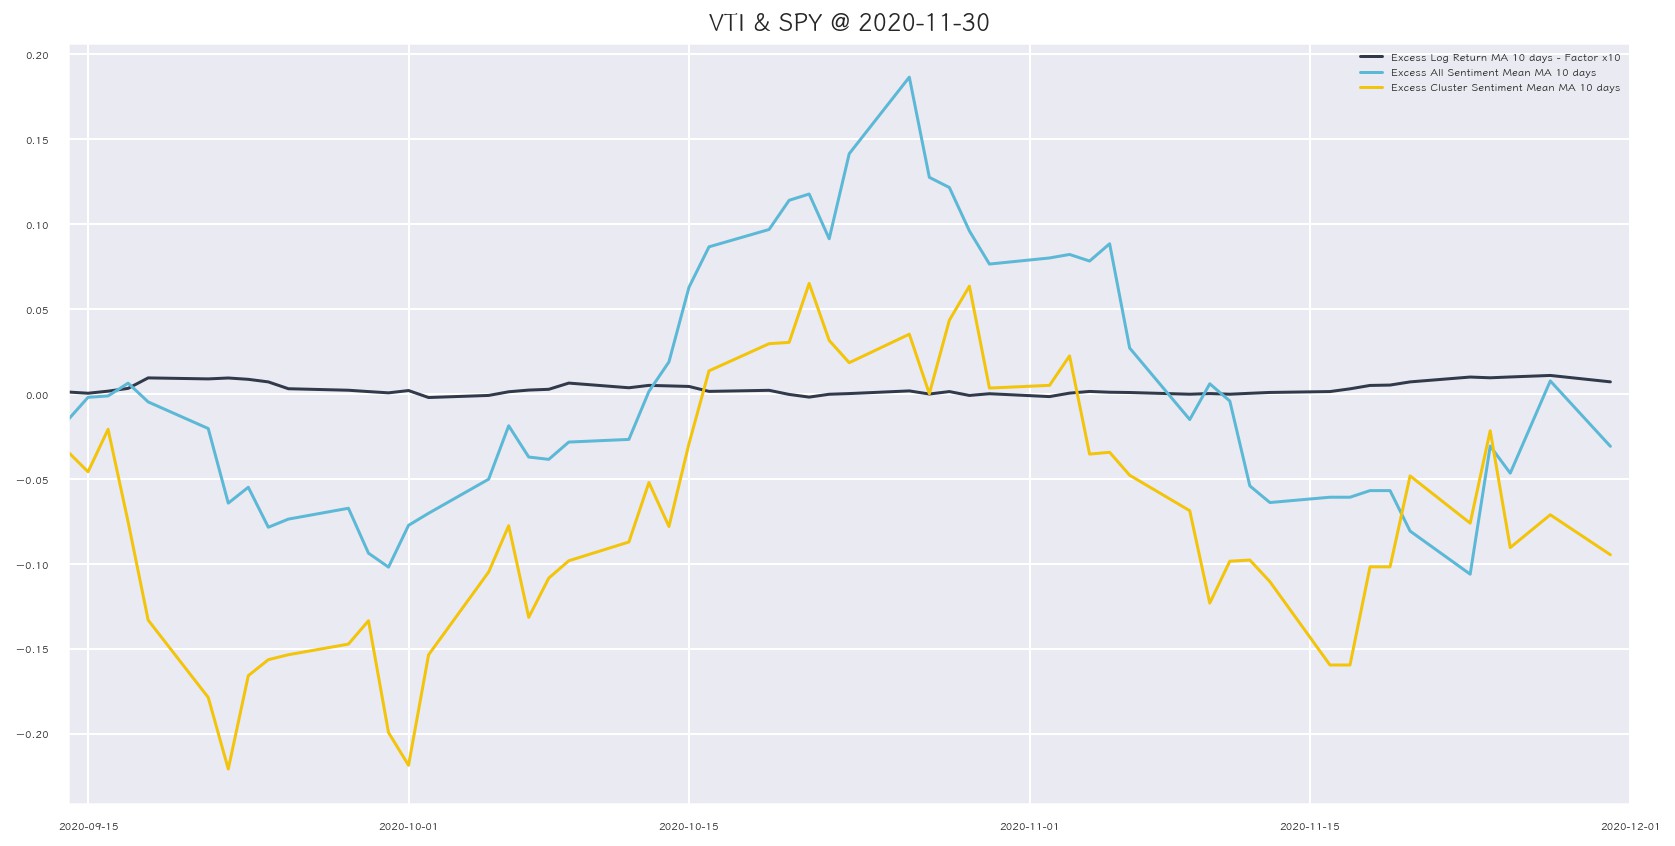 VTI & SPY @ 2020-11-30
Excess Log Return MA 10 days - Factor x10
Excess All Sentiment Mean MA 10 days
Excess Cluster Sentiment Mean MA 10 days
0.20
0.15
0.10
0.05
0.00
−0.05
−0.10
−0.15
−0.20
2020-09-15 2020-10-01 2020-10-15 2020-11-01 2020-11-15 2020-12-01